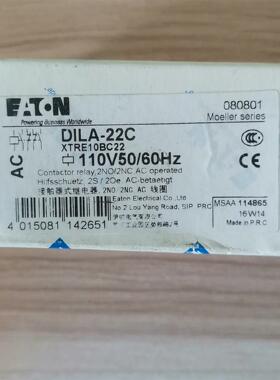 EATON
Powering Business Worldwide
080801
Moeller series
DILA-22C
XTRE10BC22
AC
110V50/60Hz
Contactor relay,2NO/2NC AC operated
Hilfsschuetz, 2S / 2Oe, AC-betaetigt
接触器式继电器, 2NO 2NC AC 线圈
Eaton Electrical Co.,Ltd
No.2 Lou Yang Road, SIP, PRC
4 015081 142651
MSAA 114865
16W14
Made in P.R.C